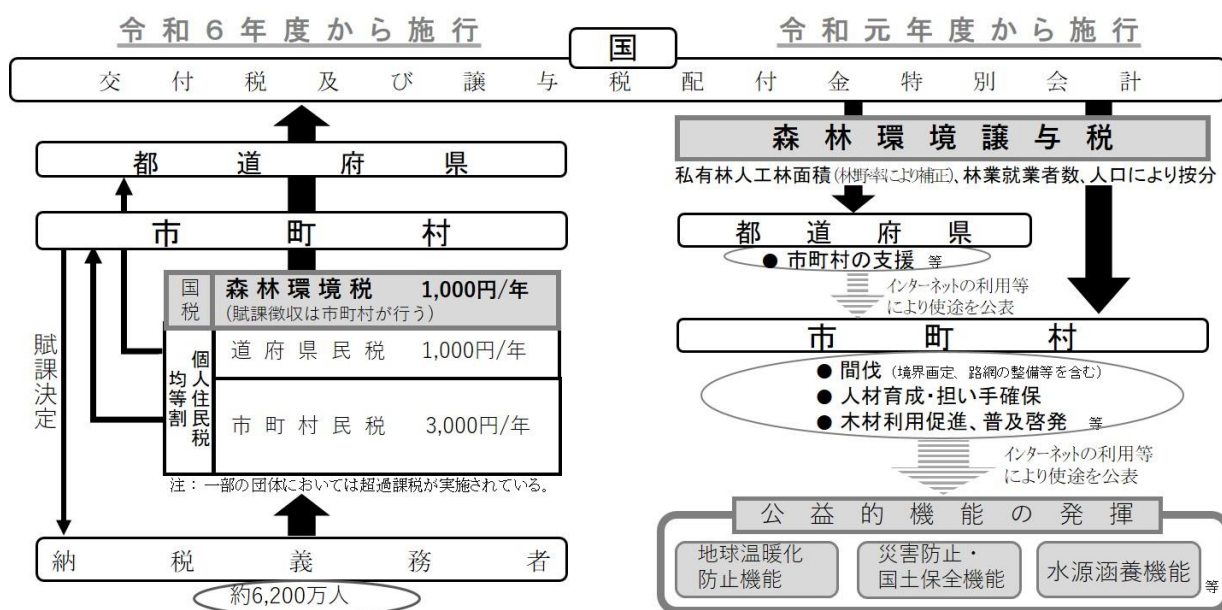 令和６年度から施行
令和元年度から施行
国
交付税及び譲与税配付金特別会計
都道府県
市町村
国税
森林環境税 1,000円/年
(賦課徴収は市町村が行う)
個人住民税
均等割
道府県民税 1,000円/年
市町村民税 3,000円/年
賦課決定
注：一部の団体においては超過課税が実施されている。
納税義務者
約6,200万人
森林環境譲与税
私有林人工林面積(林野率により補正)、林業就業者数、人口により按分
都道府県
● 市町村の支援 等
インターネットの利用等
により使途を公表
市町村
● 間伐（境界画定、路網の整備等を含む）
● 人材育成・担い手確保
● 木材利用促進、普及啓発 等
インターネットの利用等
により使途を公表
公益的機能の発揮
地球温暖化
防止機能
災害防止・
国土保全機能
水源涵養機能
等